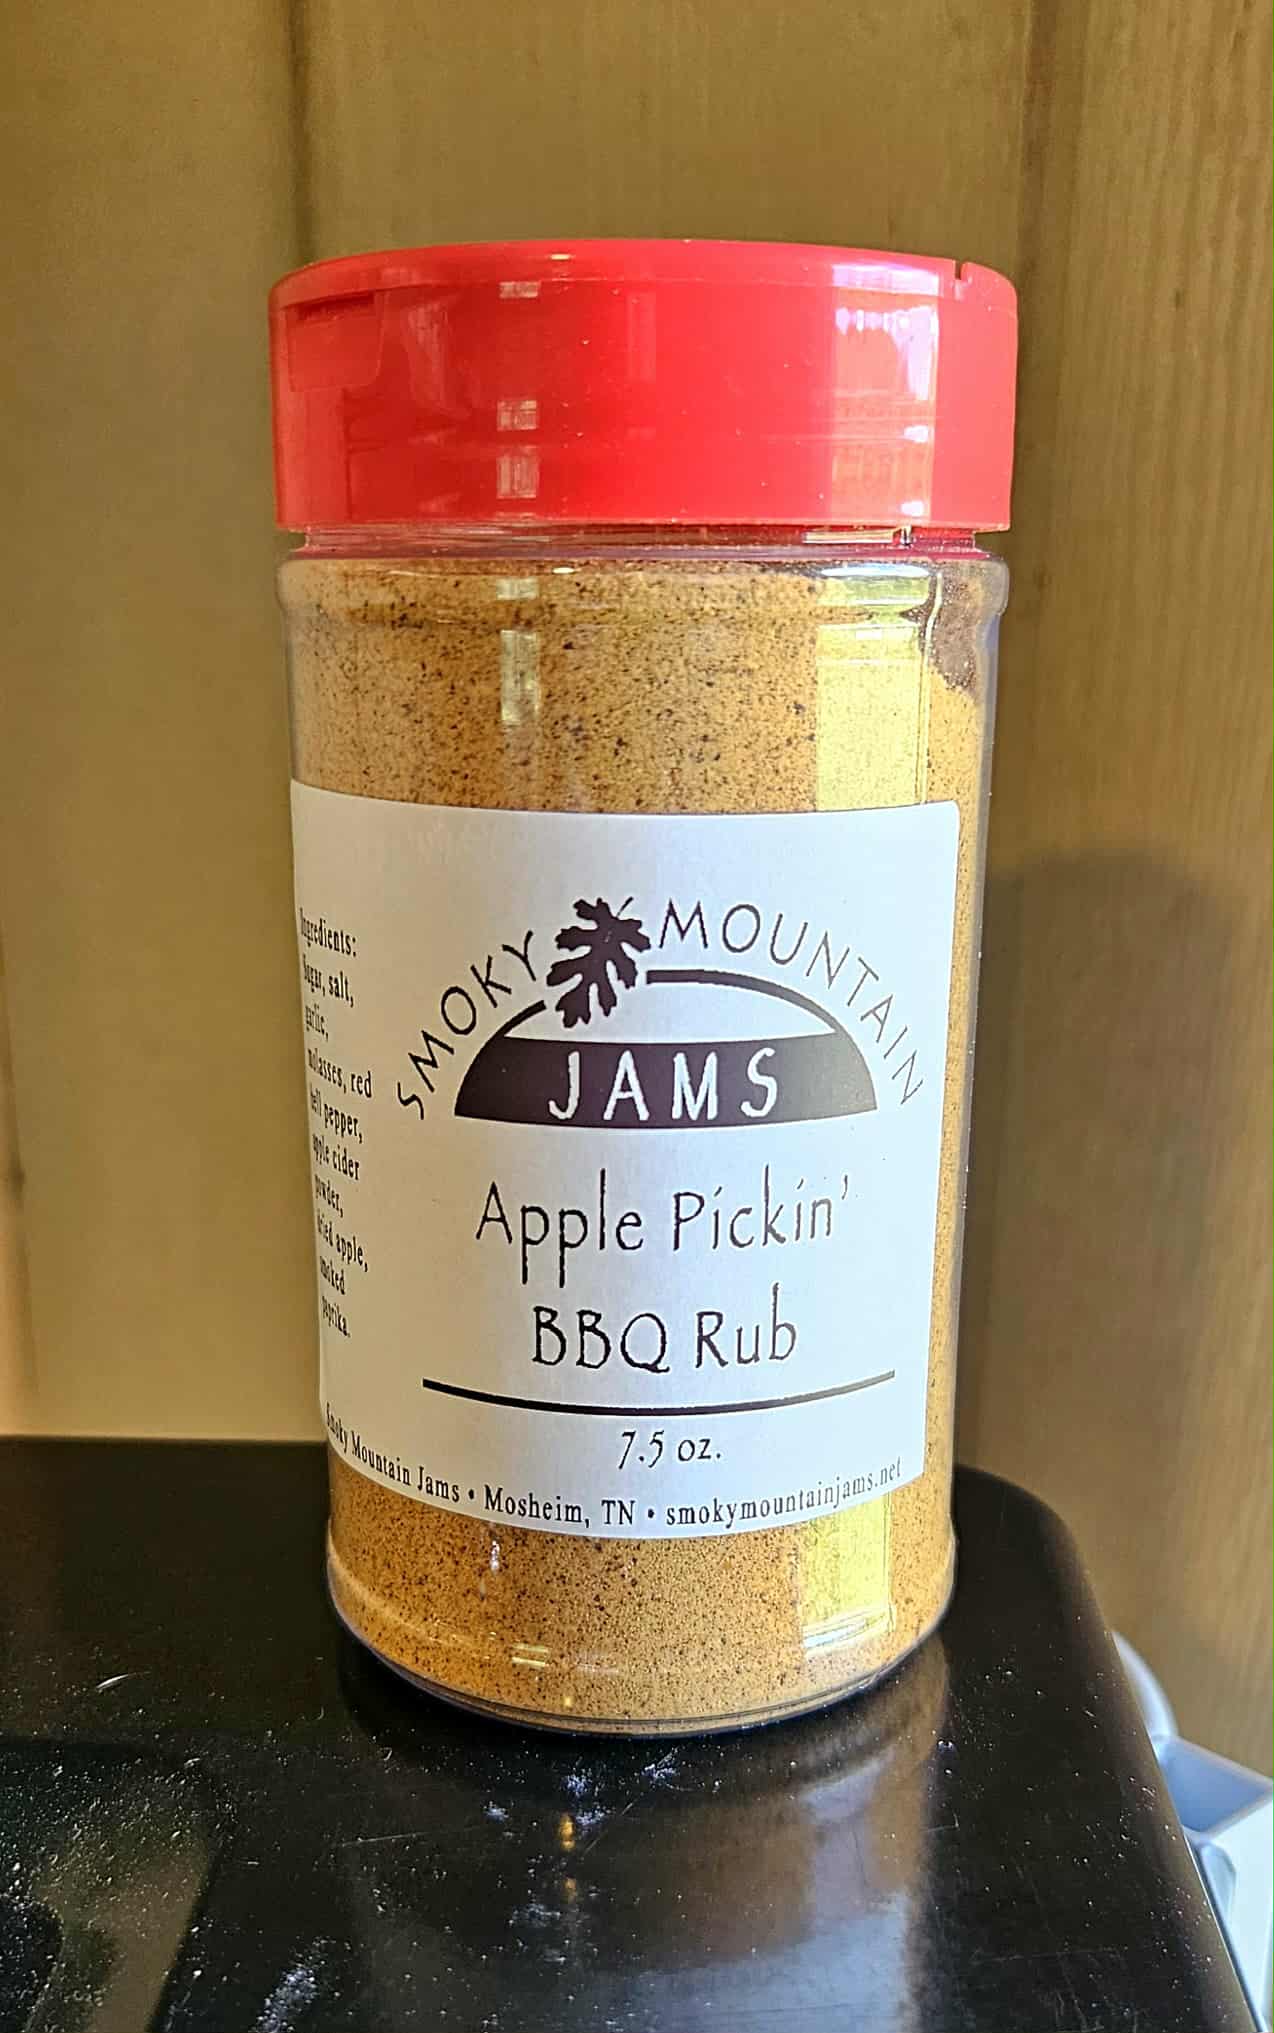 SMOKY MOUNTAIN
JAMS
Apple Pickin'
BBQ Rub
7.5 oz.
Smoky Mountain Jams • Mosheim, TN • smokymountainjams.net
Ingredients:
Sugar, salt,
garlic,
molasses, red
bell pepper,
apple cider
powder,
dried apple,
smoked
paprika.